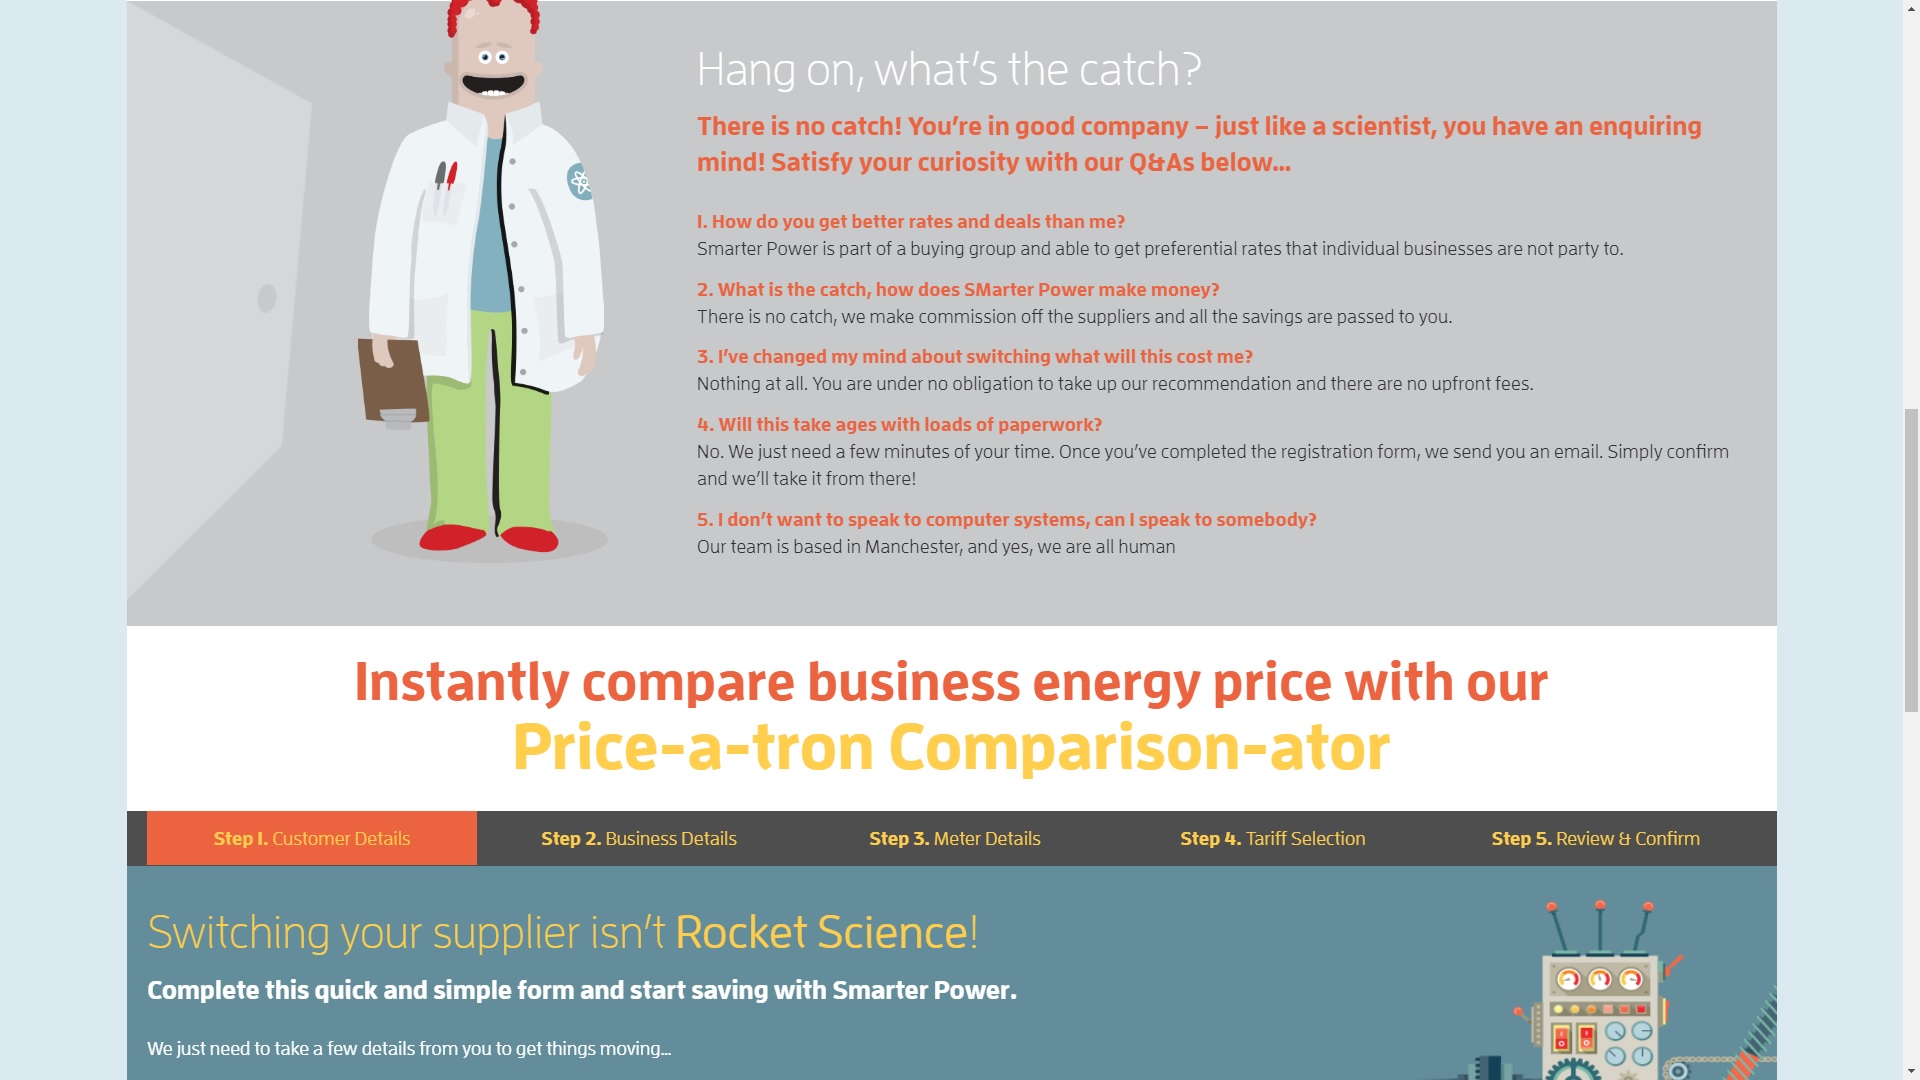 Hang on, what's the catch?
There is no catch! You're in good company – just like a scientist, you have an enquiring
mind! Satisfy your curiosity with our Q&As below...
1. How do you get better rates and deals than me?
Smarter Power is part of a buying group and able to get preferential rates that individual businesses are not party to.
2. What is the catch, how does SMarter Power make money?
There is no catch, we make commission off the suppliers and all the savings are passed to you.
3. I've changed my mind about switching what will this cost me?
Nothing at all. You are under no obligation to take up our recommendation and there are no upfront fees.
4. Will this take ages with loads of paperwork?
No. We just need a few minutes of your time. Once you've completed the registration form, we send you an email. Simply confirm
and we'll take it from there!
5. I don't want to speak to computer systems, can I speak to somebody?
Our team is based in Manchester, and yes, we are all human
Instantly compare business energy price with our
Price-a-tron Comparison-ator
Step 1. Customer Details
Step 2. Business Details
Step 3. Meter Details
Step 4. Tariff Selection
Step 5. Review & Confirm
Switching your supplier isn't Rocket Science!
Complete this quick and simple form and start saving with Smarter Power.
We just need to take a few details from you to get things moving...